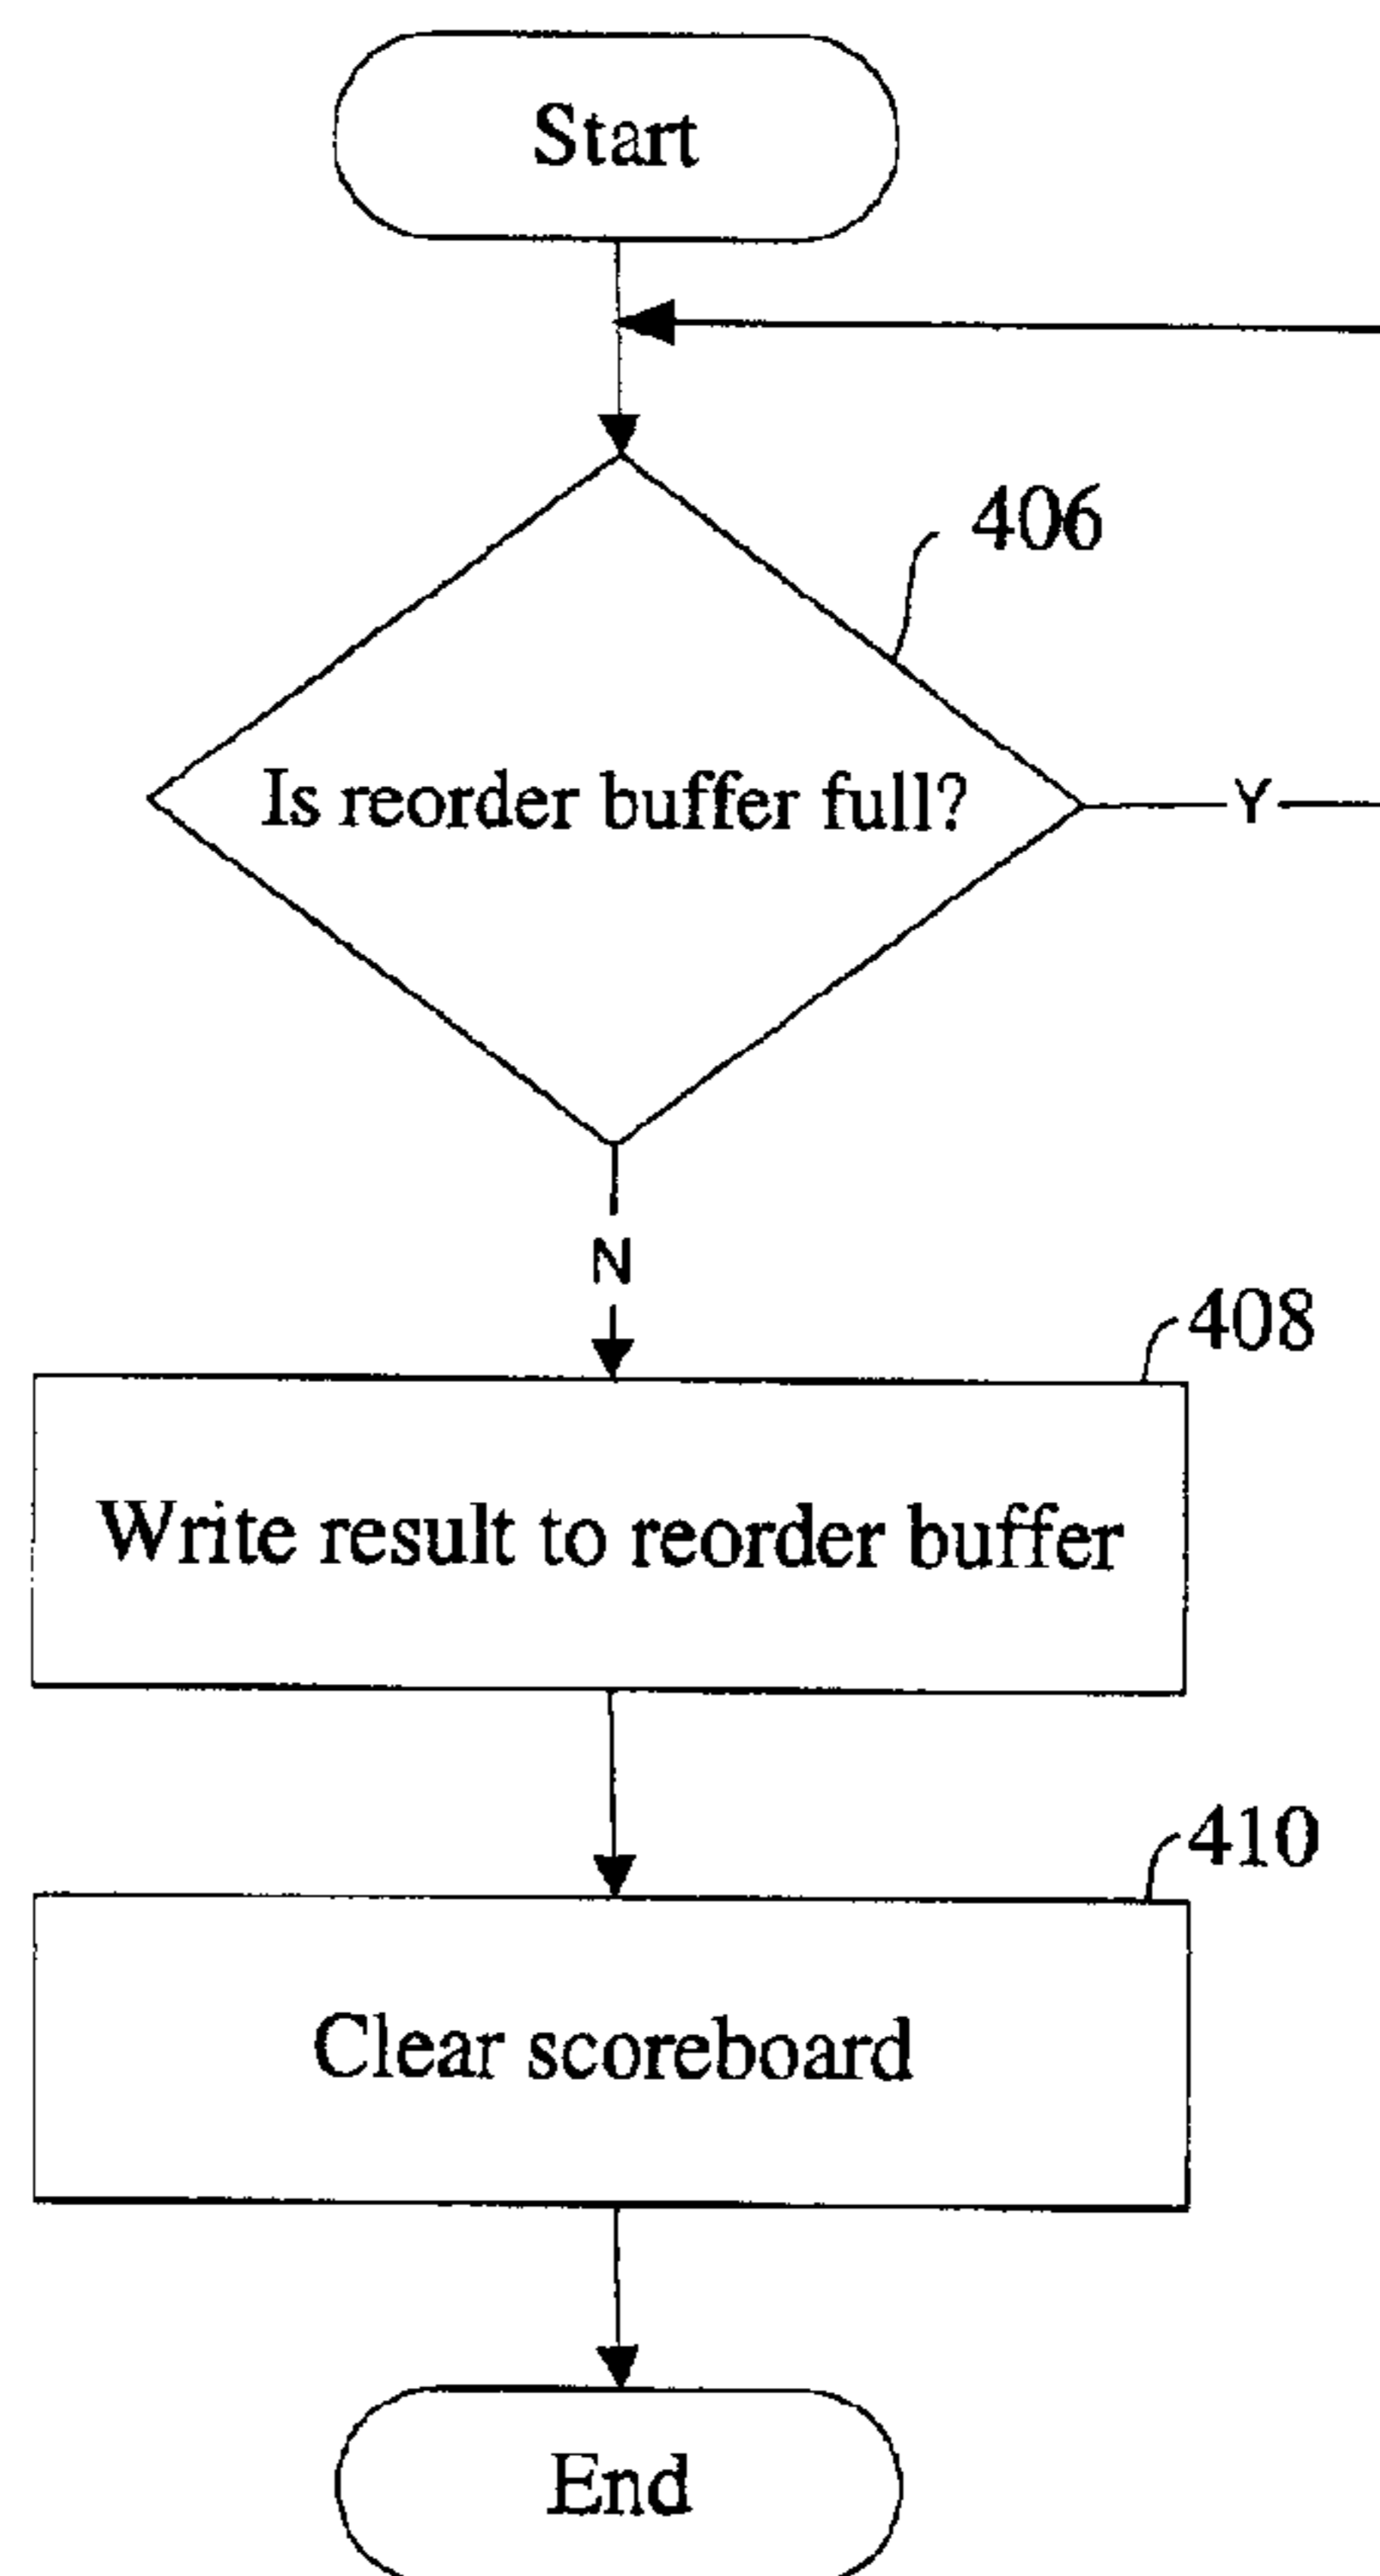 Start
406
Is reorder buffer full?
Y
N
408
Write result to reorder buffer
410
Clear scoreboard
End